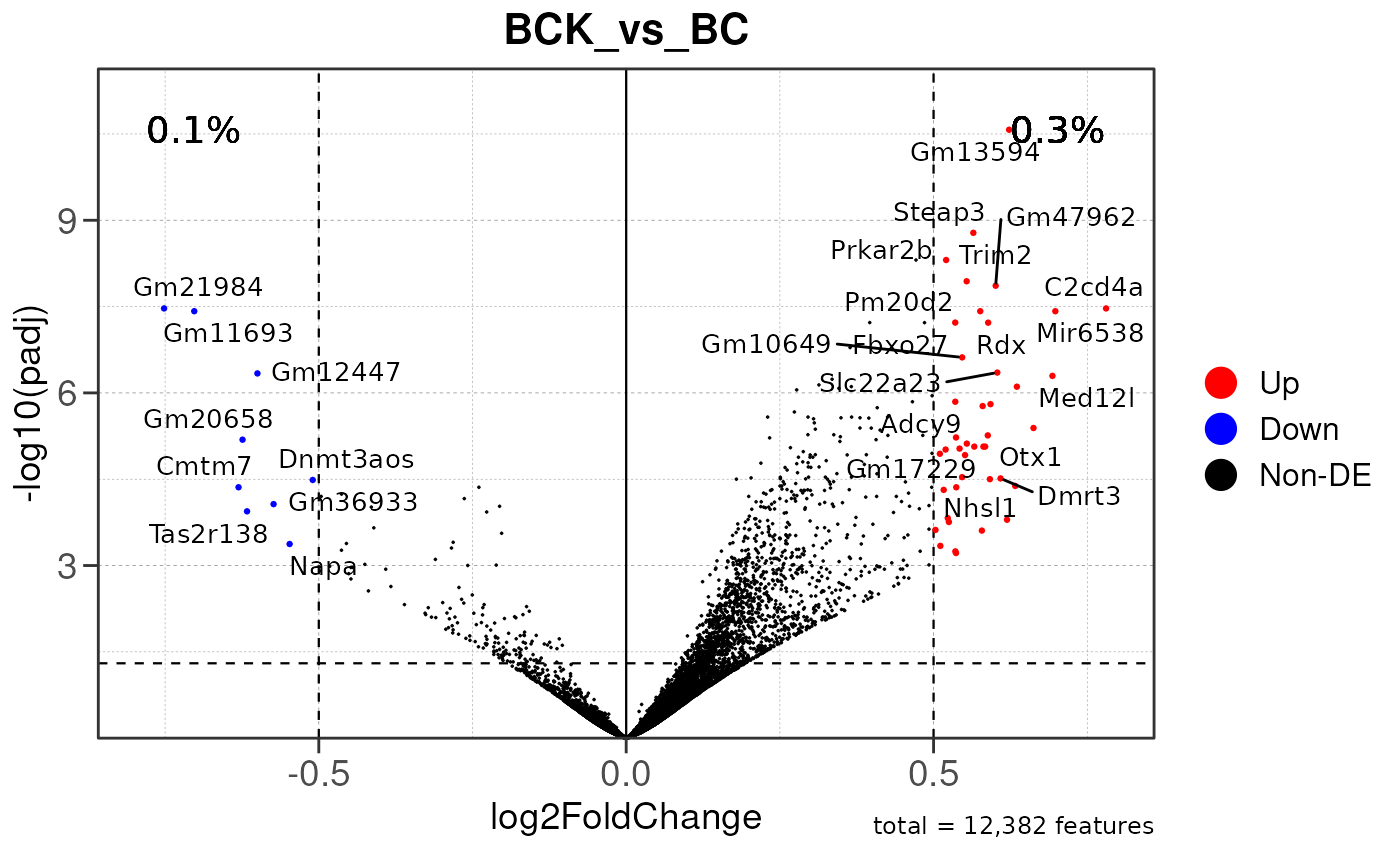 BCK_vs_BC
0.1%
0.3%
Gm13594
Steap3
Gm47962
Prkar2b
Trim2
Gm21984
C2cd4a
Pm20d2
Gm11693
Mir6538
Gm10649
Fbxo27
Rdx
Gm12447
Slc22a23
Med12l
Gm20658
Adcy9
Cmtm7
Dnmt3aos
Otx1
Gm17229
Gm36933
Dmrt3
Nhsl1
Tas2r138
Napa
9
6
3
-log10(padj)
-0.5
0.0
0.5
log2FoldChange
total = 12,382 features
Up
Down
Non-DE